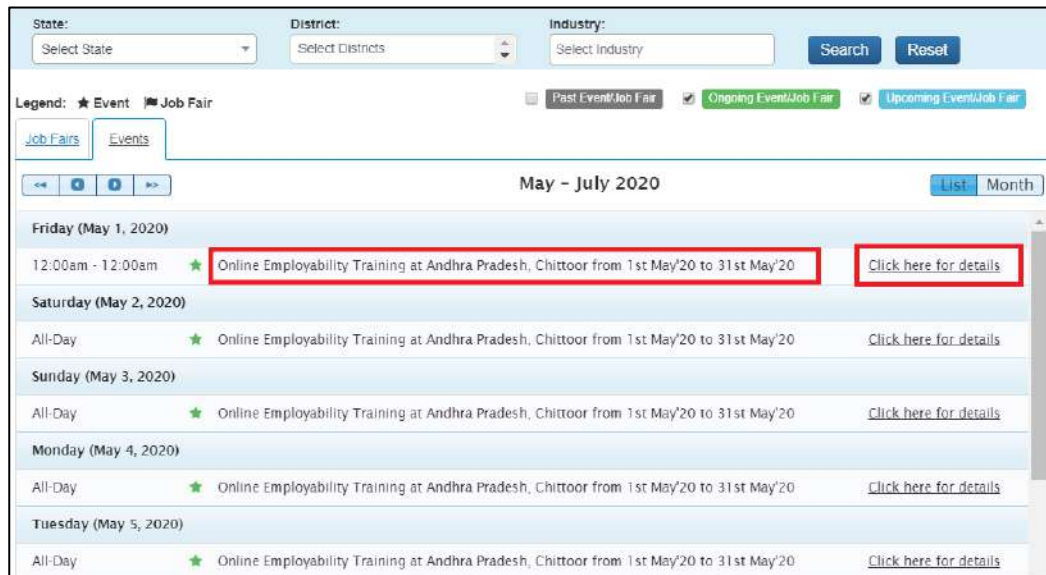 State: District: Industry:
Select State Select Districts Select Industry Search Reset
Legend: ★ Event Job Fair Past Event/Job Fair Ongoing Event/Job Fair Upcoming Event/Job Fair
Job Fairs Events
May - July 2020 List Month
Friday (May 1, 2020)
12:00am - 12:00am ★ Online Employability Training at Andhra Pradesh, Chittoor from 1st May'20 to 31st May'20 Click here for details
Saturday (May 2, 2020)
All-Day ★ Online Employability Training at Andhra Pradesh, Chittoor from 1st May'20 to 31st May'20 Click here for details
Sunday (May 3, 2020)
All-Day ★ Online Employability Training at Andhra Pradesh, Chittoor from 1st May'20 to 31st May'20 Click here for details
Monday (May 4, 2020)
All-Day ★ Online Employability Training at Andhra Pradesh, Chittoor from 1st May'20 to 31st May'20 Click here for details
Tuesday (May 5, 2020)
All-Day ★ Online Employability Training at Andhra Pradesh, Chittoor from 1st May'20 to 31st May'20 Click here for details